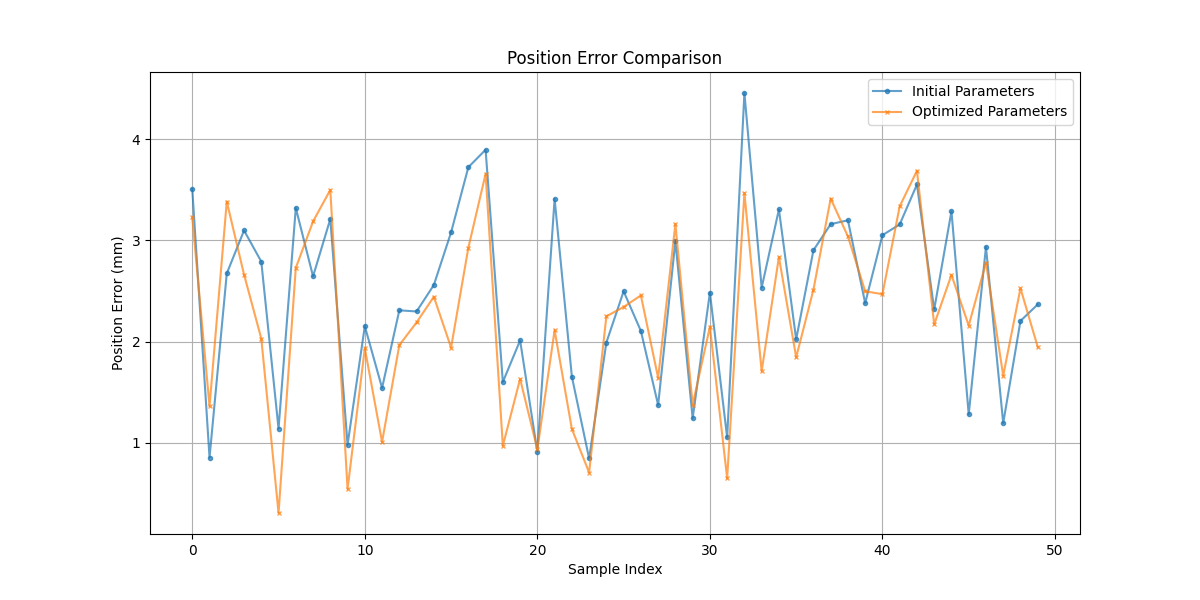 Position Error Comparison
Initial Parameters
Optimized Parameters
Position Error (mm)
4
3
2
1
0
10
20
30
40
50
Sample Index